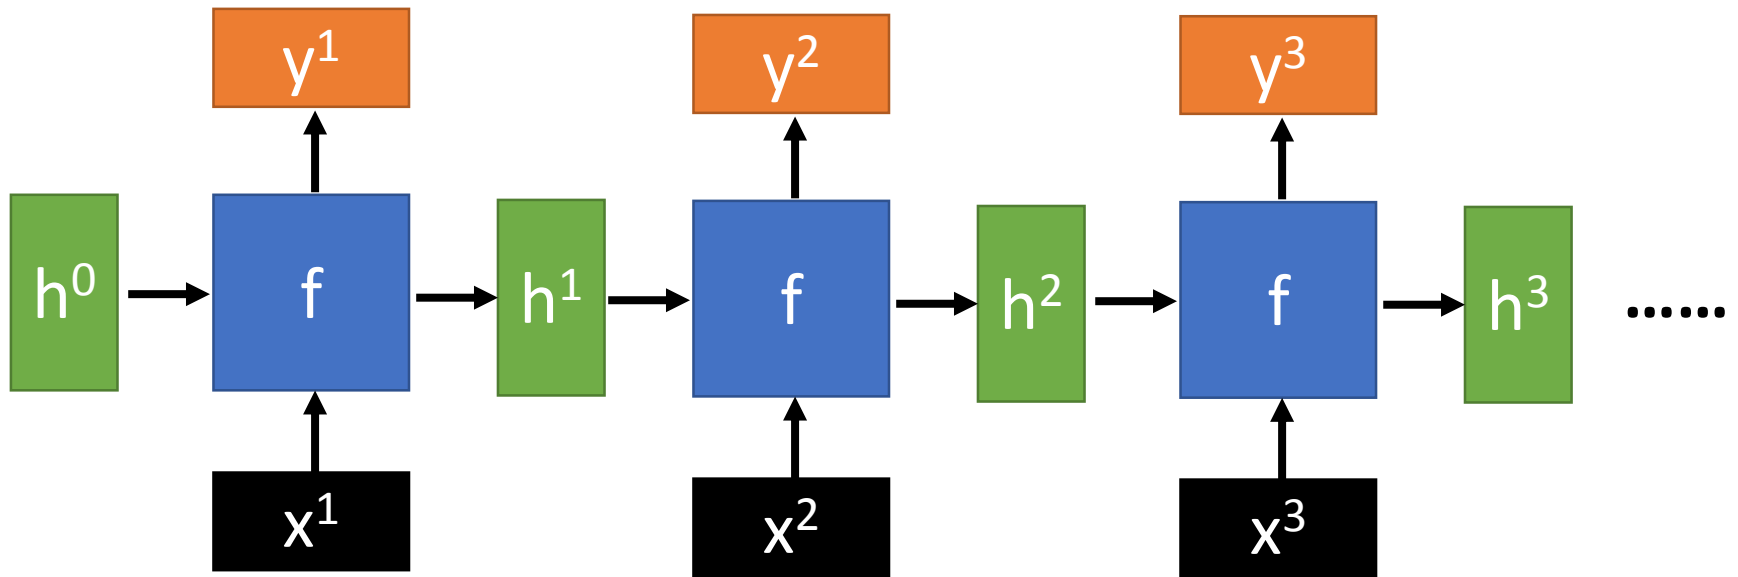 y¹ y² y³
h⁰ f h¹ f h² f h³ ......
x¹ x² x³